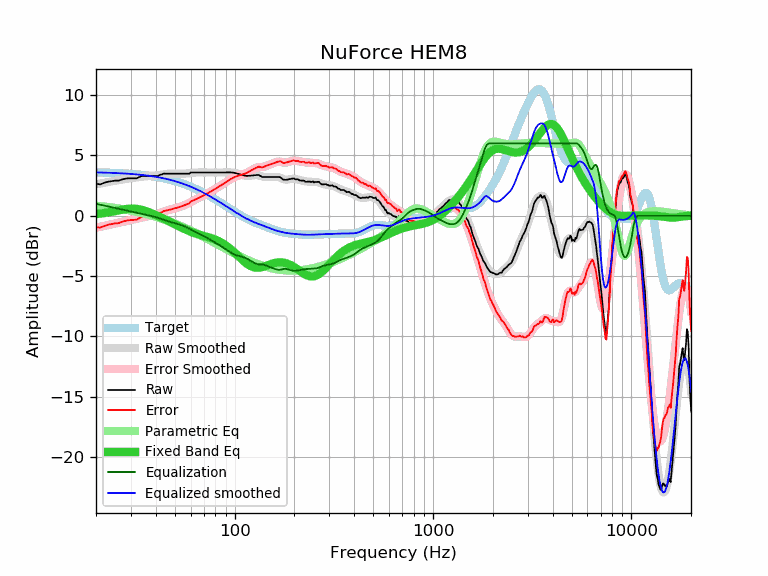 NuForce HEM8
10
5
0
−5
−10
−15
−20
Amplitude (dBr)
Target
Raw Smoothed
Error Smoothed
Raw
Error
Parametric Eq
Fixed Band Eq
Equalization
Equalized smoothed
100
1000
10000
Frequency (Hz)